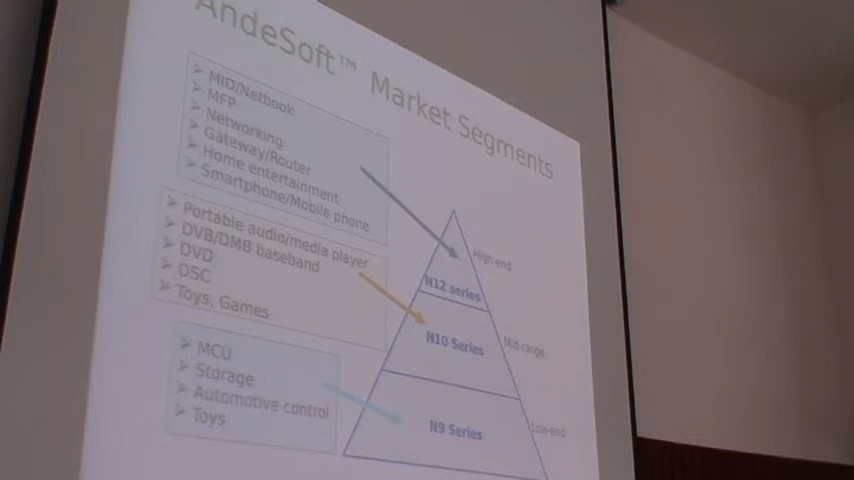 AndeSoft™ Market Segments
➢ MID/Netbook
➢ MFP
➢ Networking
➢ Gateway/Router
➢ Home entertainment
➢ Smartphone/Mobile phone
➢ Portable audio/media player
➢ DVB/DMB baseband
➢ DVD
➢ DSC
➢ Toys, Games
➢ MCU
➢ Storage
➢ Automotive control
➢ Toys
High-end
N12 series
Mid-range
N10 Series
Low-end
N9 Series